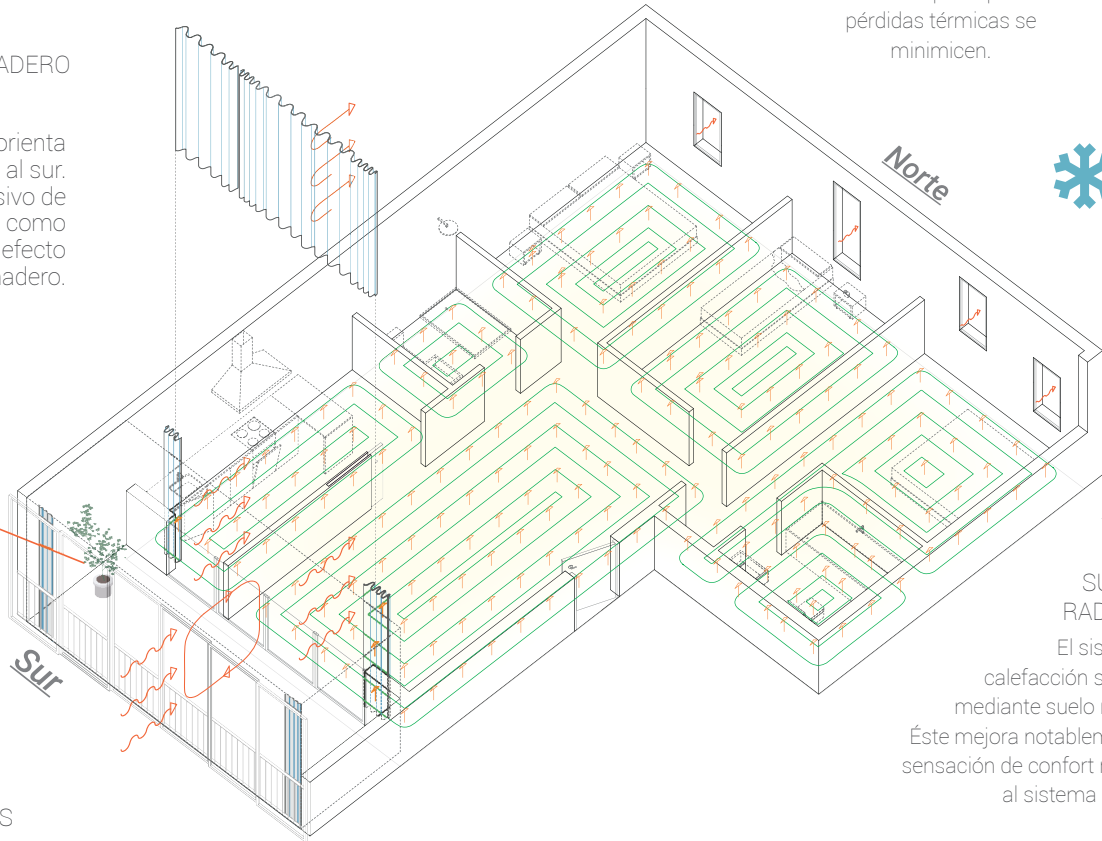 pérdidas térmicas se
minimicen.
ADERO
orienta
al sur.
sivo de
como
efecto
nadero.
Norte
Sur
SU
RAD
El sis
calefacción s
mediante suelo
Éste mejora notablem
sensación de confort
al sistema
S